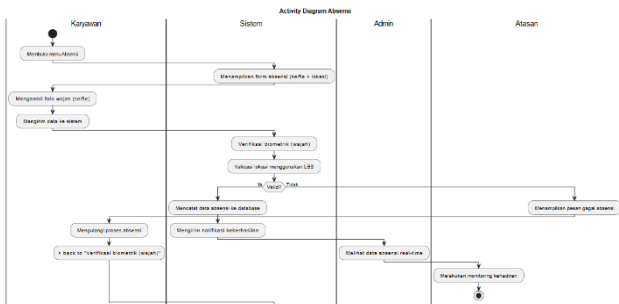 Activity Diagram Absensi
Karyawan
Sistem
Admin
Atasan
Membuka menu Absensi
Menampilkan form absensi (selfie + lokasi)
Mengambil foto wajah (selfie)
Mengirim data ke sistem
Verifikasi biometrik (wajah)
Validasi lokasi menggunakan LBS
Valid?
Tidak
Mencatat data absensi ke database
Menampilkan pesan gagal absensi
Mengulangi proses absensi
Mengirim notifikasi keberhasilan
> back to "Verifikasi biometrik (wajah)"
Melihat data absensi real-time
Melakukan monitoring kehadiran